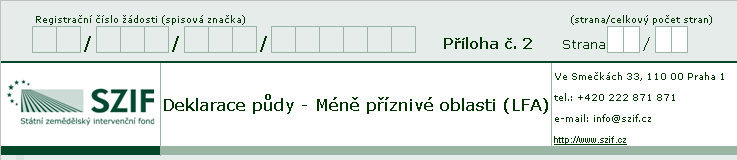 Registrační číslo žádosti (spisová značka)
(strana/celkový počet stran)
/ / / Příloha č. 2 Strana /
SZIF
Státní zemědělský intervenční fond
Deklarace půdy - Méně příznivé oblasti (LFA)
Ve Smečkách 33, 110 00 Praha 1
tel.: +420 222 871 871
e-mail: info@szif.cz
http://www.szif.cz